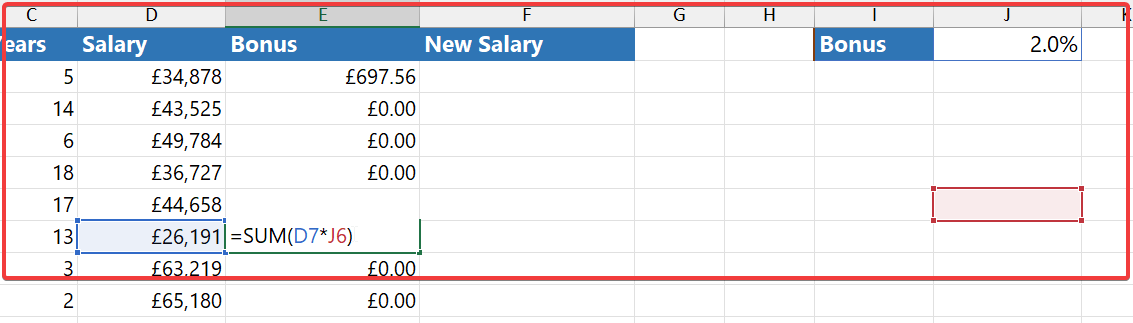 C D E F G H I J K
ears Salary Bonus New Salary Bonus 2.0%
5 £34,878 £697.56
14 £43,525 £0.00
6 £49,784 £0.00
18 £36,727 £0.00
17 £44,658
13 £26,191 =SUM(D7*J6)
3 £63,219 £0.00
2 £65,180 £0.00